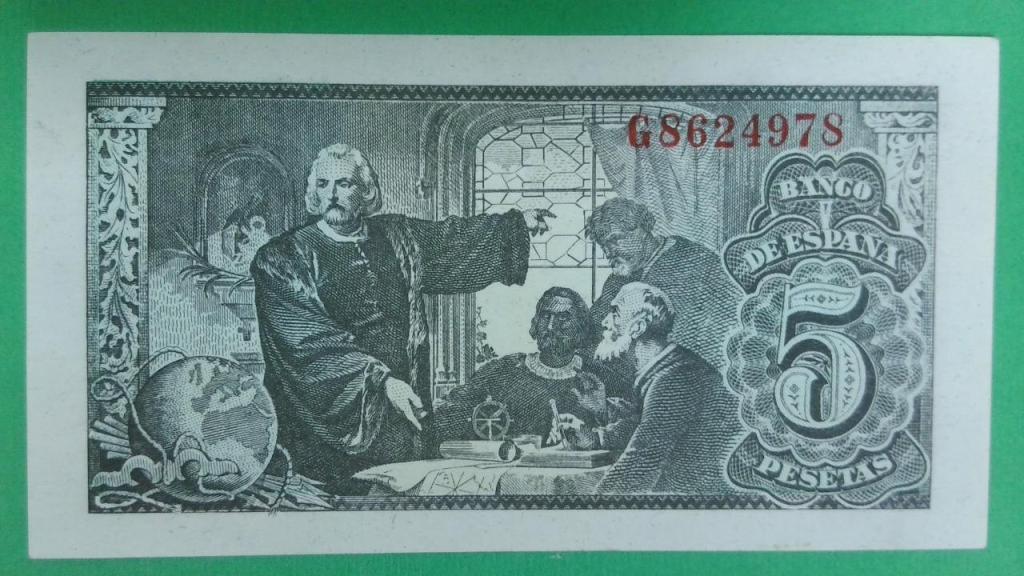 G8624978
BANCO
DE ESPAÑA
5
PESETAS